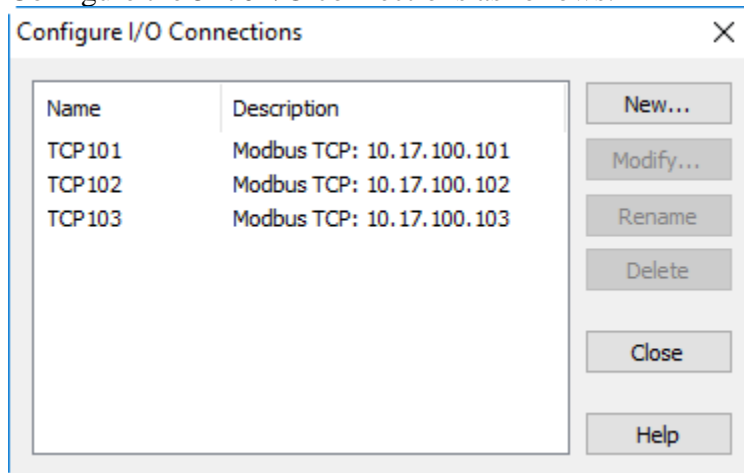 Configure I/O Connections
Name Description New...
TCP101 Modbus TCP: 10.17.100.101
TCP102 Modbus TCP: 10.17.100.102 Modify...
TCP103 Modbus TCP: 10.17.100.103 Rename
Delete
Close
Help